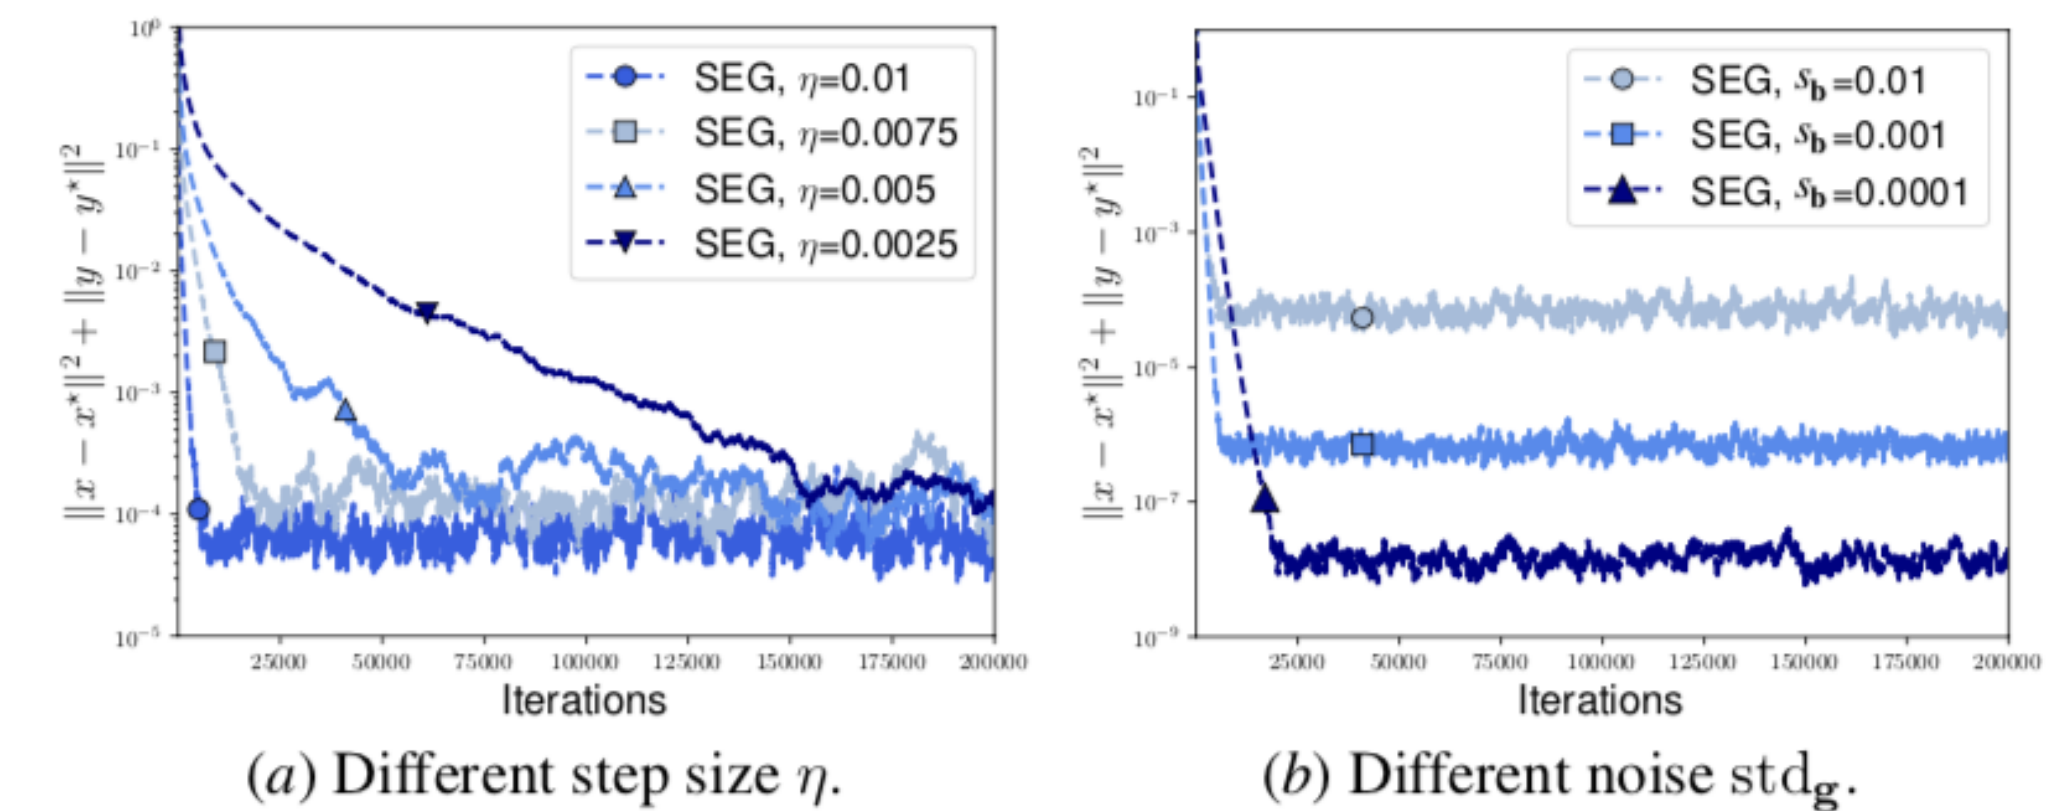 10⁰
10⁻¹
10⁻²
10⁻³
10⁻⁴
10⁻⁵
‖x − x⋆‖² + ‖y − y⋆‖²
SEG, η=0.01
SEG, η=0.0075
SEG, η=0.005
SEG, η=0.0025
25000 50000 75000 100000 125000 150000 175000 200000
Iterations
(a) Different step size η.
10⁻¹
10⁻³
10⁻⁵
10⁻⁷
10⁻⁹
‖x − x⋆‖² + ‖y − y⋆‖²
SEG, s_b=0.01
SEG, s_b=0.001
SEG, s_b=0.0001
25000 50000 75000 100000 125000 150000 175000 200000
Iterations
(b) Different noise std_g.